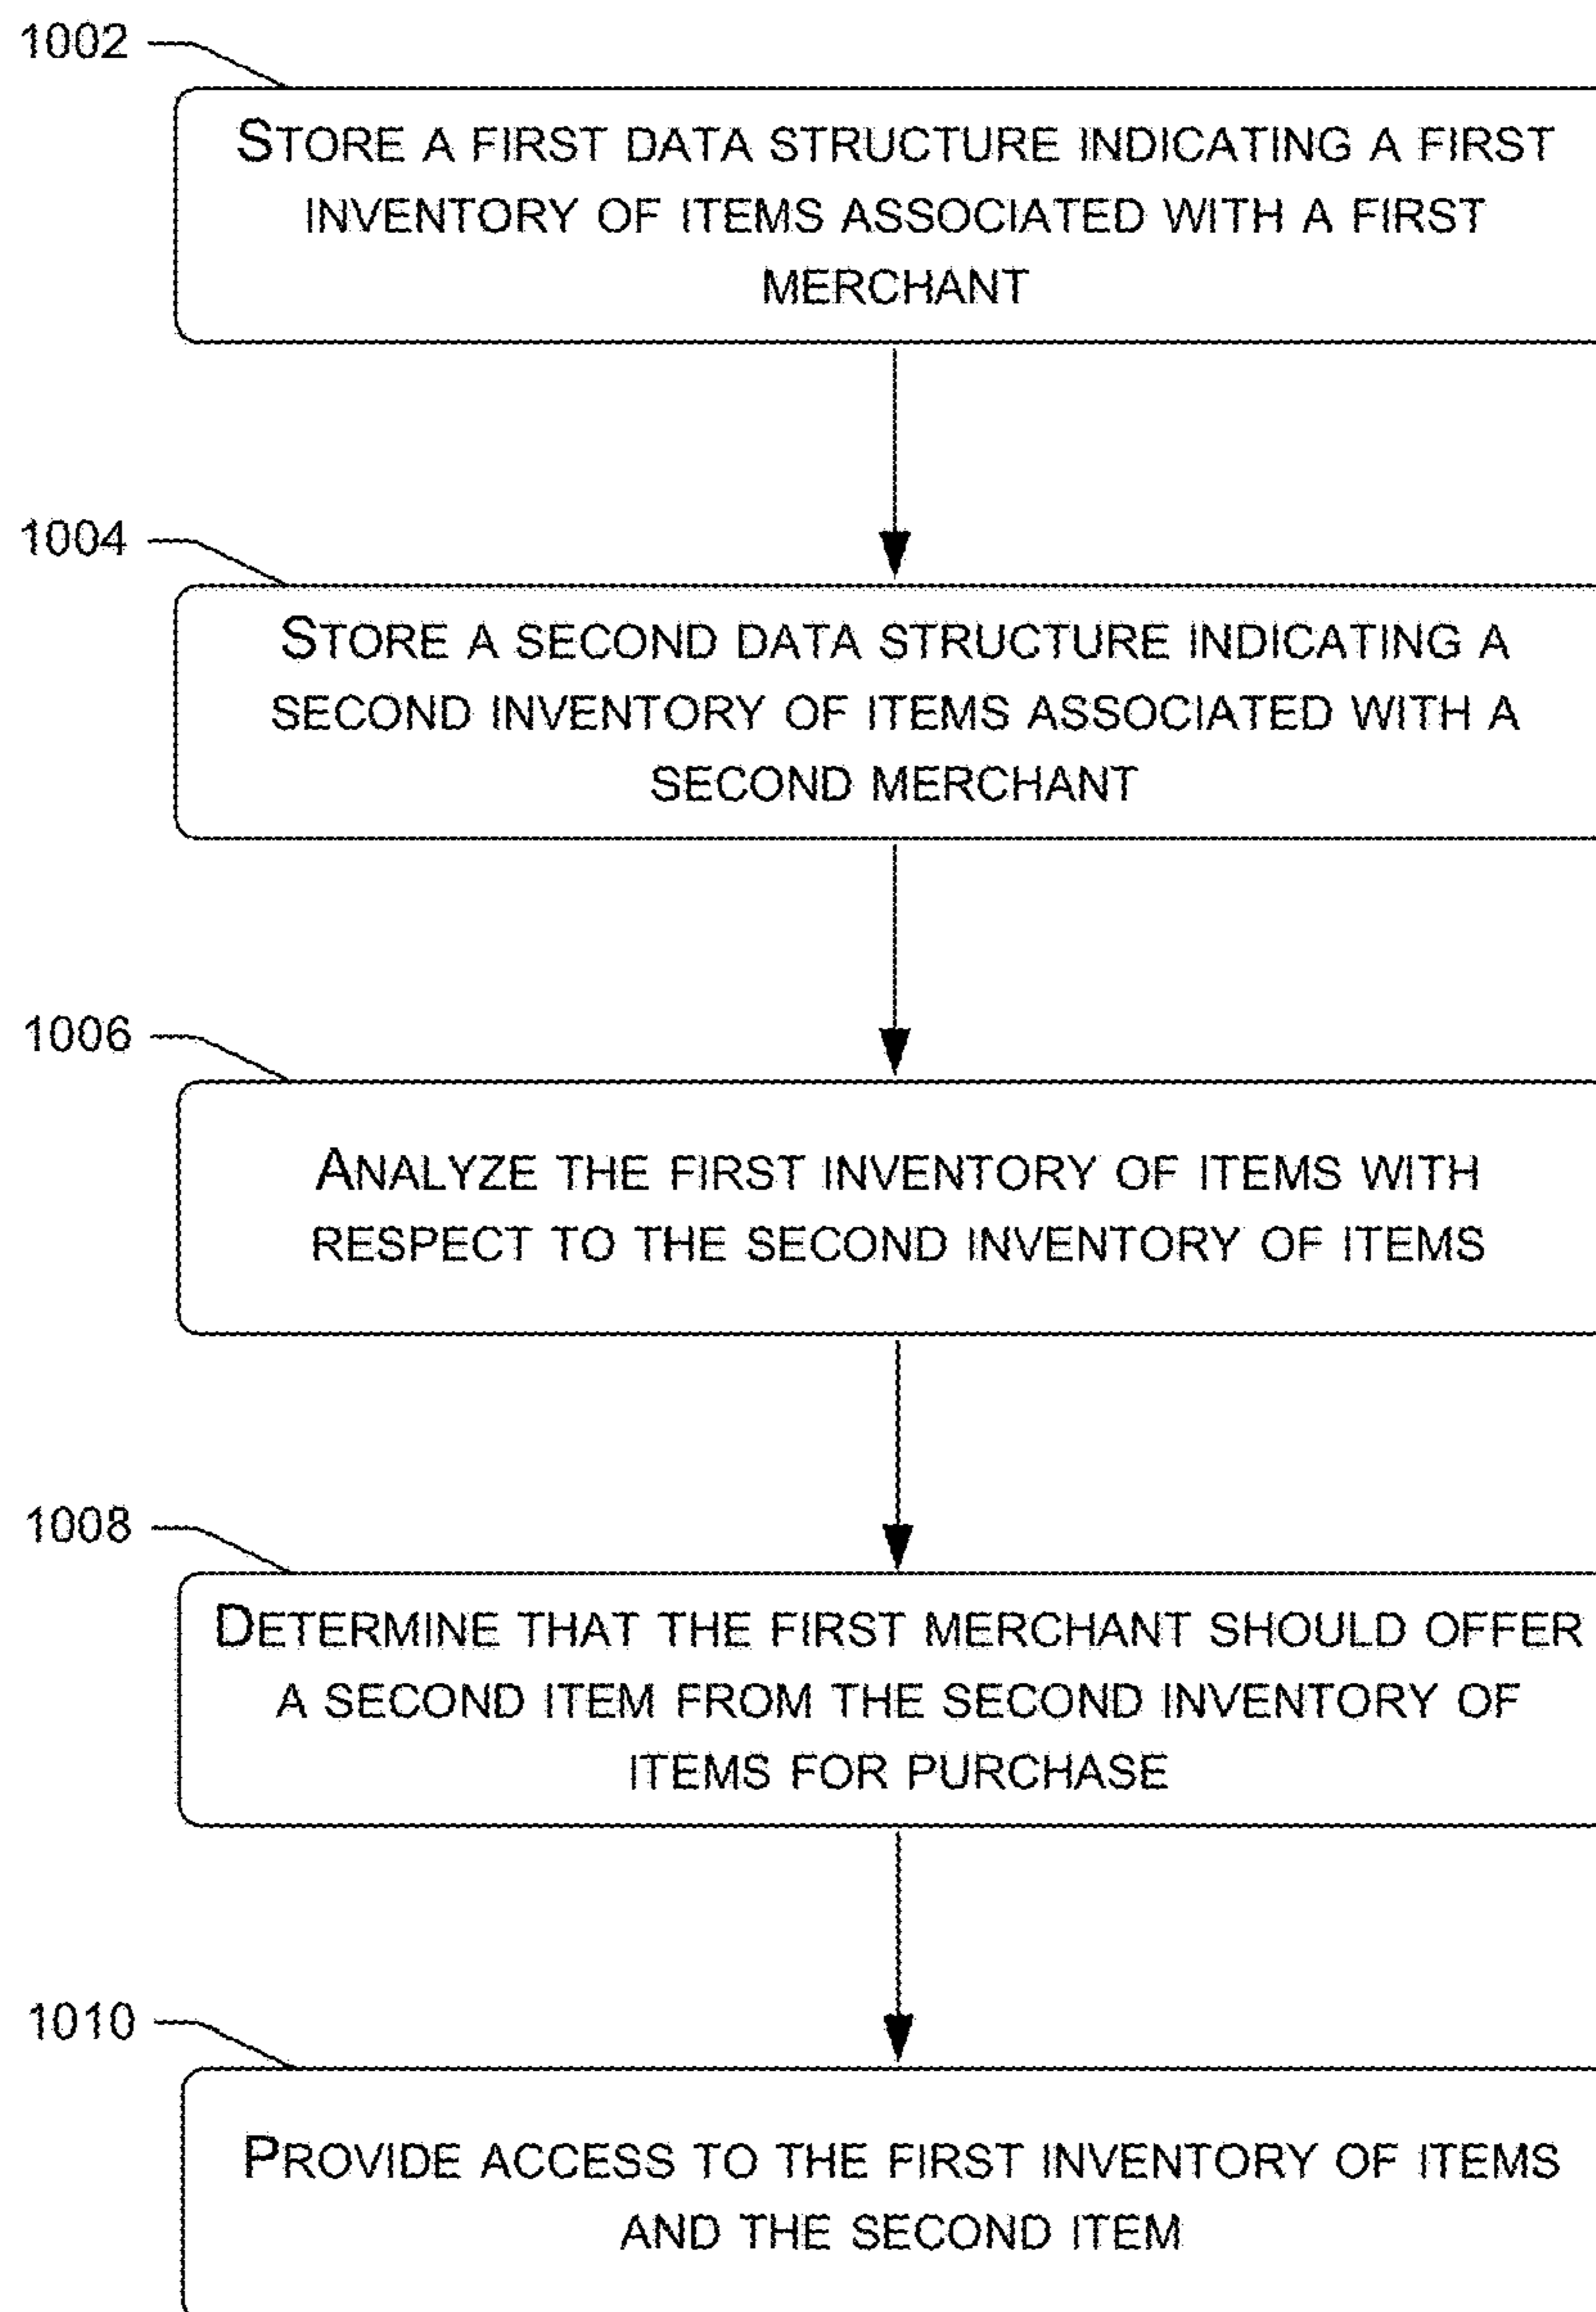 1002
STORE A FIRST DATA STRUCTURE INDICATING A FIRST
INVENTORY OF ITEMS ASSOCIATED WITH A FIRST
MERCHANT
1004
STORE A SECOND DATA STRUCTURE INDICATING A
SECOND INVENTORY OF ITEMS ASSOCIATED WITH A
SECOND MERCHANT
1006
ANALYZE THE FIRST INVENTORY OF ITEMS WITH
RESPECT TO THE SECOND INVENTORY OF ITEMS
1008
DETERMINE THAT THE FIRST MERCHANT SHOULD OFFER
A SECOND ITEM FROM THE SECOND INVENTORY OF
ITEMS FOR PURCHASE
1010
PROVIDE ACCESS TO THE FIRST INVENTORY OF ITEMS
AND THE SECOND ITEM